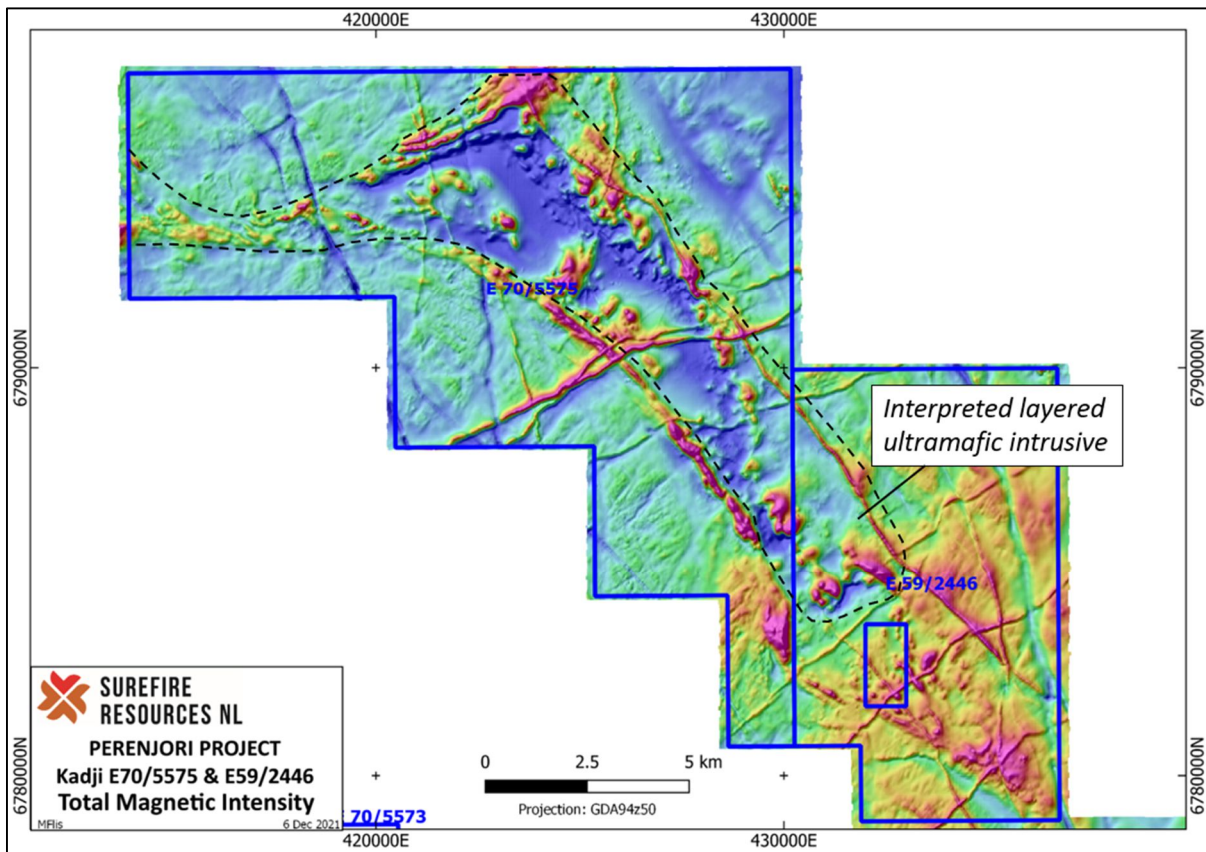 420000E
430000E
E 70/5575
6790000N
6790000N
Interpreted layered
ultramafic intrusive
E 59/2446
SUREFIRE
RESOURCES NL
PERENJORI PROJECT
Kadji E70/5575 & E59/2446
Total Magnetic Intensity
MFlis
6 Dec 2021
70/5573
0
2.5
5 km
Projection: GDA94z50
6780000N
6780000N
420000E
430000E